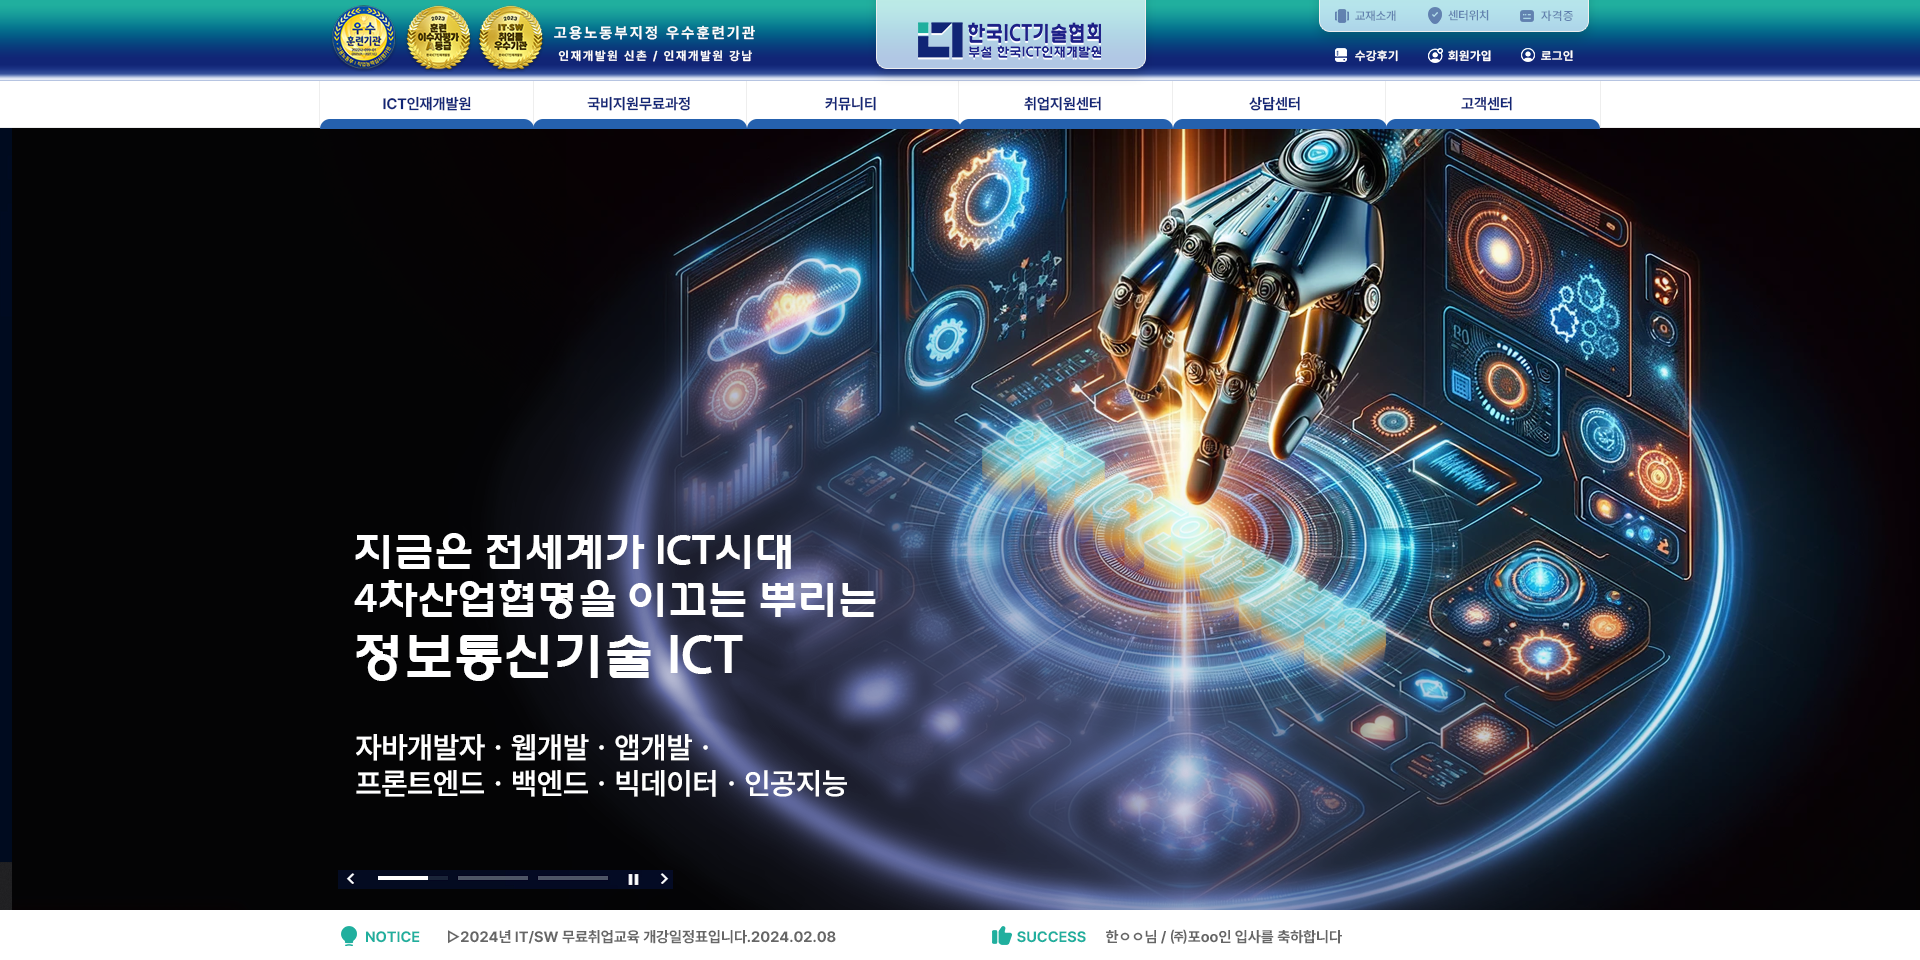 우수
훈련기관
2023
훈련
이수자평가
A등급
2023
IT·SW
취업률
우수기관
고용노동부지정 우수훈련기관
인재개발원 신촌 / 인재개발원 강남
한국ICT기술협회
부설 한국ICT인재개발원
교재소개 센터위치 자격증
수강후기 회원가입 로그인
ICT인재개발원 국비지원무료과정 커뮤니티 취업지원센터 상담센터 고객센터
지금은 전세계가 ICT시대
4차산업협명을 이끄는 뿌리는
정보통신기술 ICT
자바개발자 · 웹개발 · 앱개발 ·
프론트엔드 · 백엔드 · 빅데이터 · 인공지능
NOTICE ▷2024년 IT/SW 무료취업교육 개강일정표입니다.2024.02.08
SUCCESS 한ㅇㅇ님 / ㈜포oo인 입사를 축하합니다